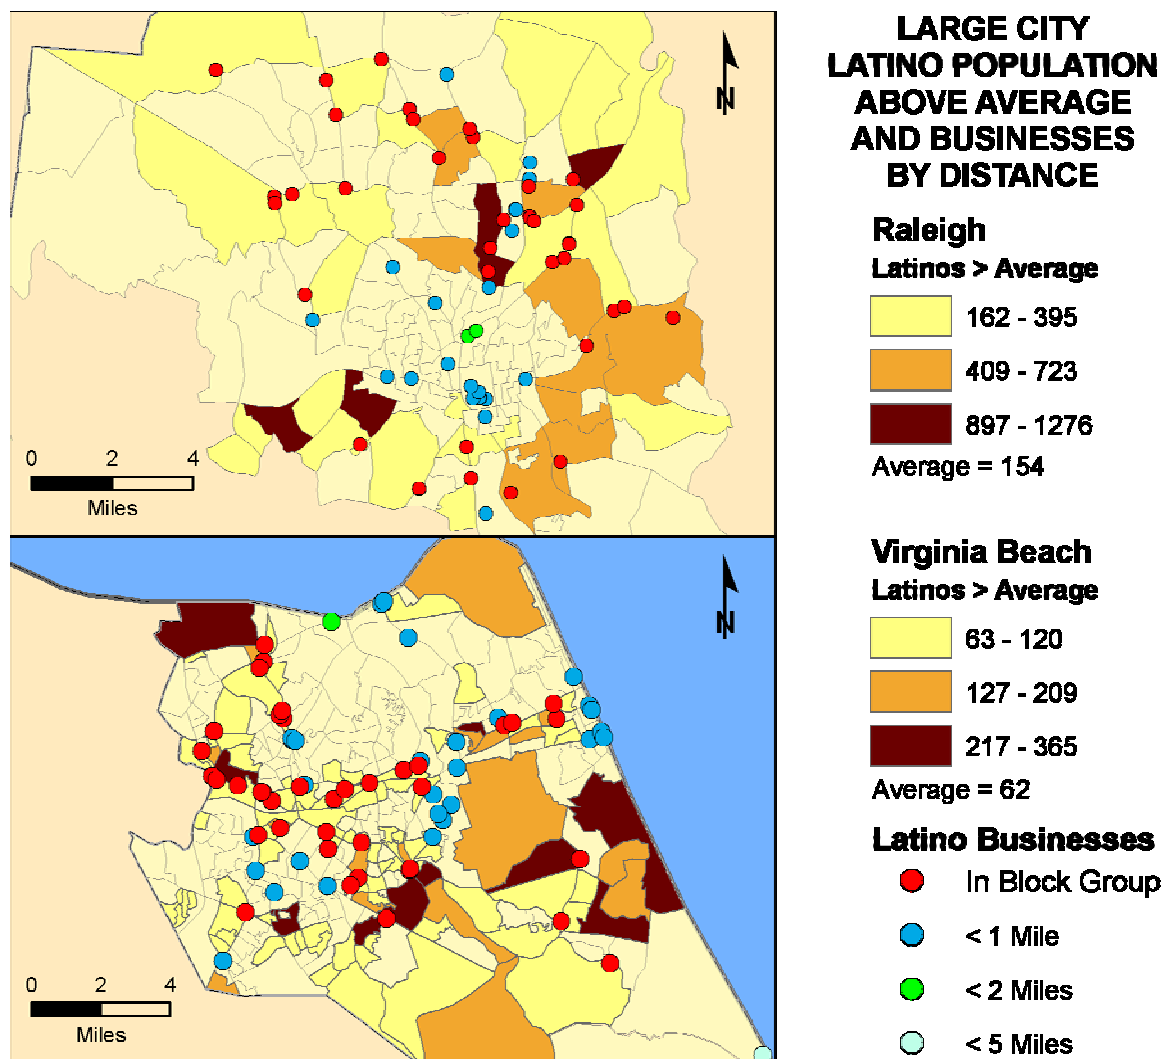 LARGE CITY
LATINO POPULATION
ABOVE AVERAGE
AND BUSINESSES
BY DISTANCE
N
Raleigh
Latinos > Average
162 - 395
409 - 723
897 - 1276
Average = 154
0 2 4
Miles
N
Virginia Beach
Latinos > Average
63 - 120
127 - 209
217 - 365
Average = 62
0 2 4
Miles
Latino Businesses
In Block Group
< 1 Mile
< 2 Miles
< 5 Miles